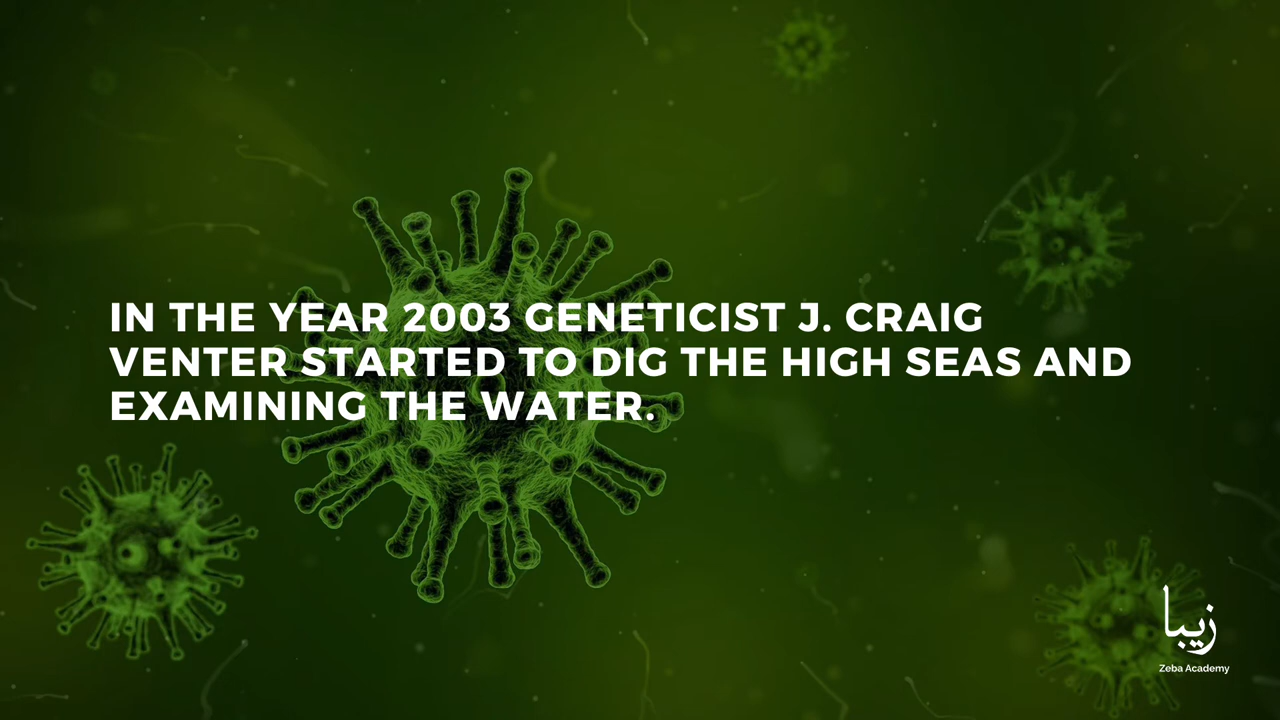 IN THE YEAR 2003 GENETICIST J. CRAIG
VENTER STARTED TO DIG THE HIGH SEAS AND
EXAMINING THE WATER.
زيبا
Zeba Academy